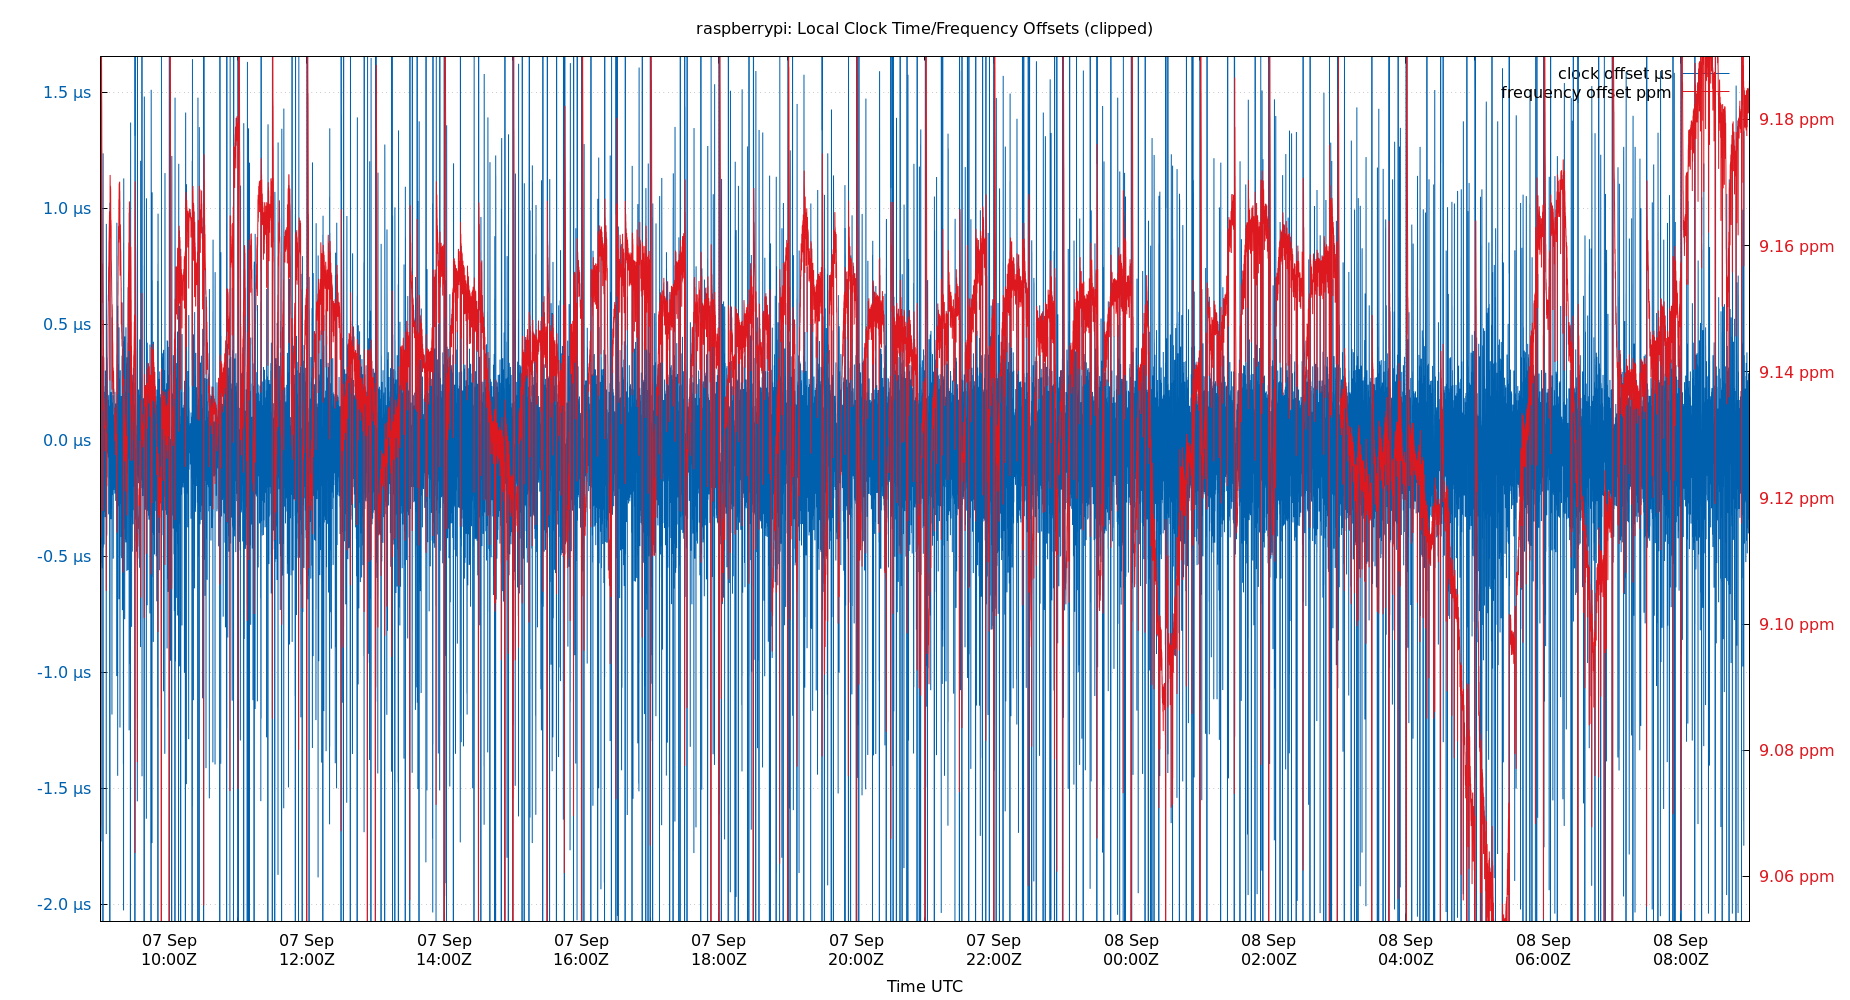 raspberrypi: Local Clock Time/Frequency Offsets (clipped)
clock offset µs
frequency offset ppm
1.5 µs
1.0 µs
0.5 µs
0.0 µs
-0.5 µs
-1.0 µs
-1.5 µs
-2.0 µs
9.18 ppm
9.16 ppm
9.14 ppm
9.12 ppm
9.10 ppm
9.08 ppm
9.06 ppm
07 Sep 07 Sep 07 Sep 07 Sep 07 Sep 07 Sep 07 Sep 08 Sep 08 Sep 08 Sep 08 Sep 08 Sep
10:00Z 12:00Z 14:00Z 16:00Z 18:00Z 20:00Z 22:00Z 00:00Z 02:00Z 04:00Z 06:00Z 08:00Z
Time UTC